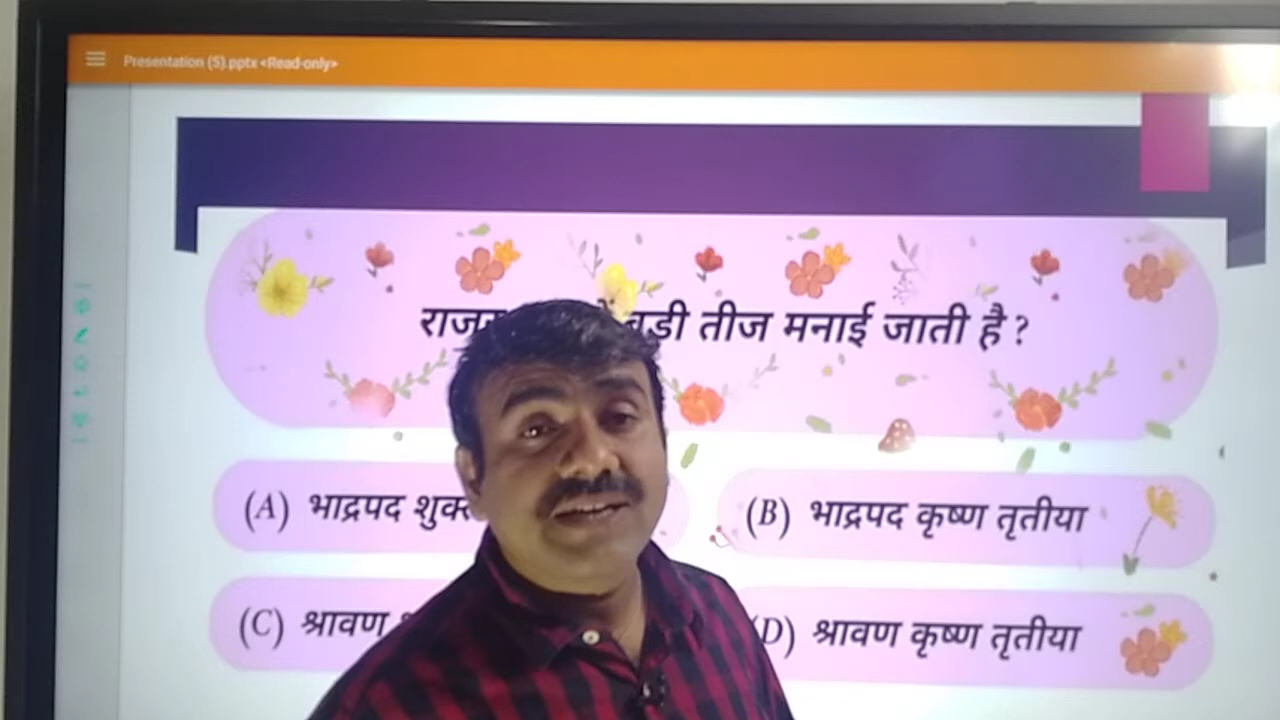 Presentation (5).pptx <Read-only>
बड़ी तीज मनाई जाती है ?
(A) भाद्रपद
(B) भाद्रपद कृष्ण तृतीया
(C) श्रावण
(D) श्रावण कृष्ण तृतीया